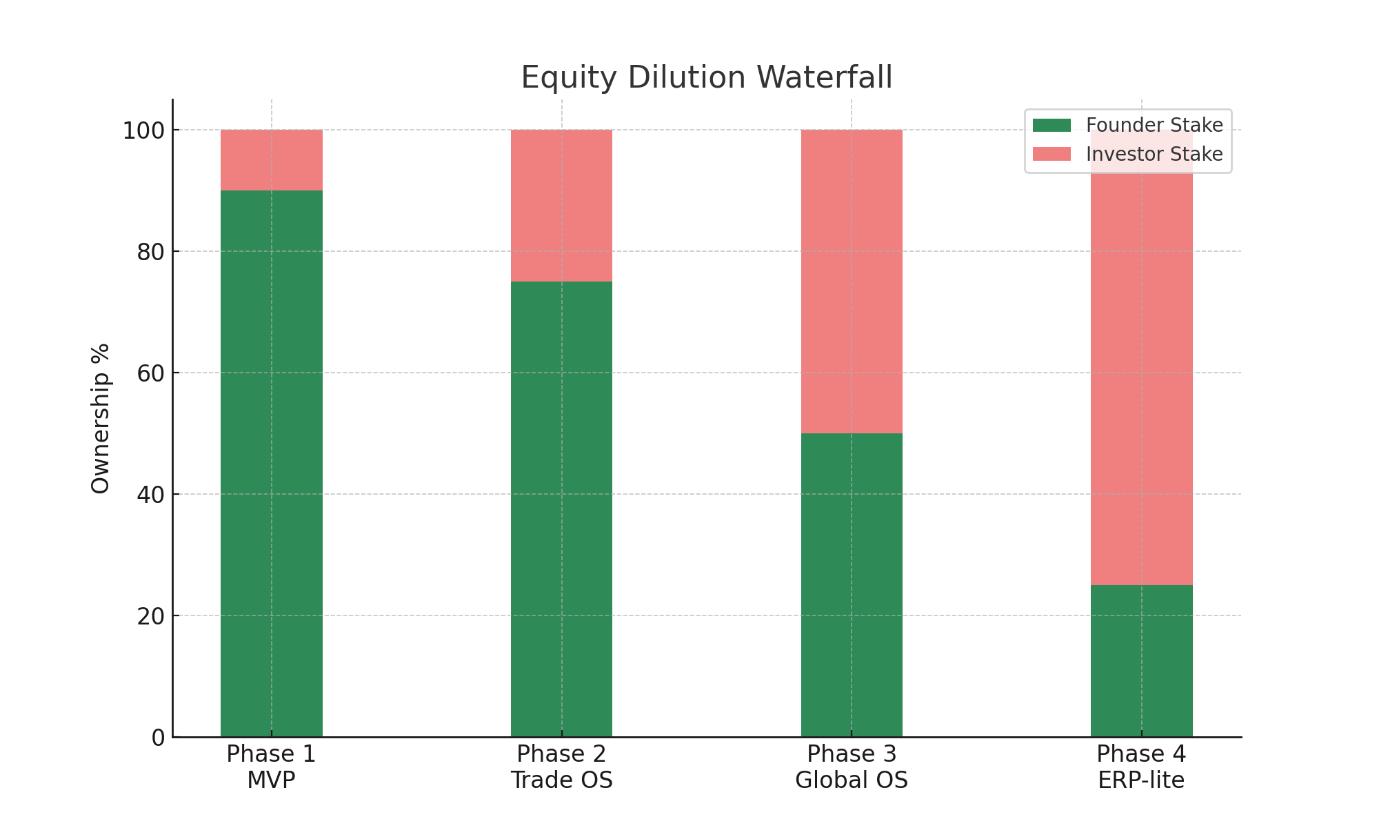 Equity Dilution Waterfall
Founder Stake
Investor Stake
Ownership %
100
80
60
40
20
0
Phase 1
MVP
Phase 2
Trade OS
Phase 3
Global OS
Phase 4
ERP-lite